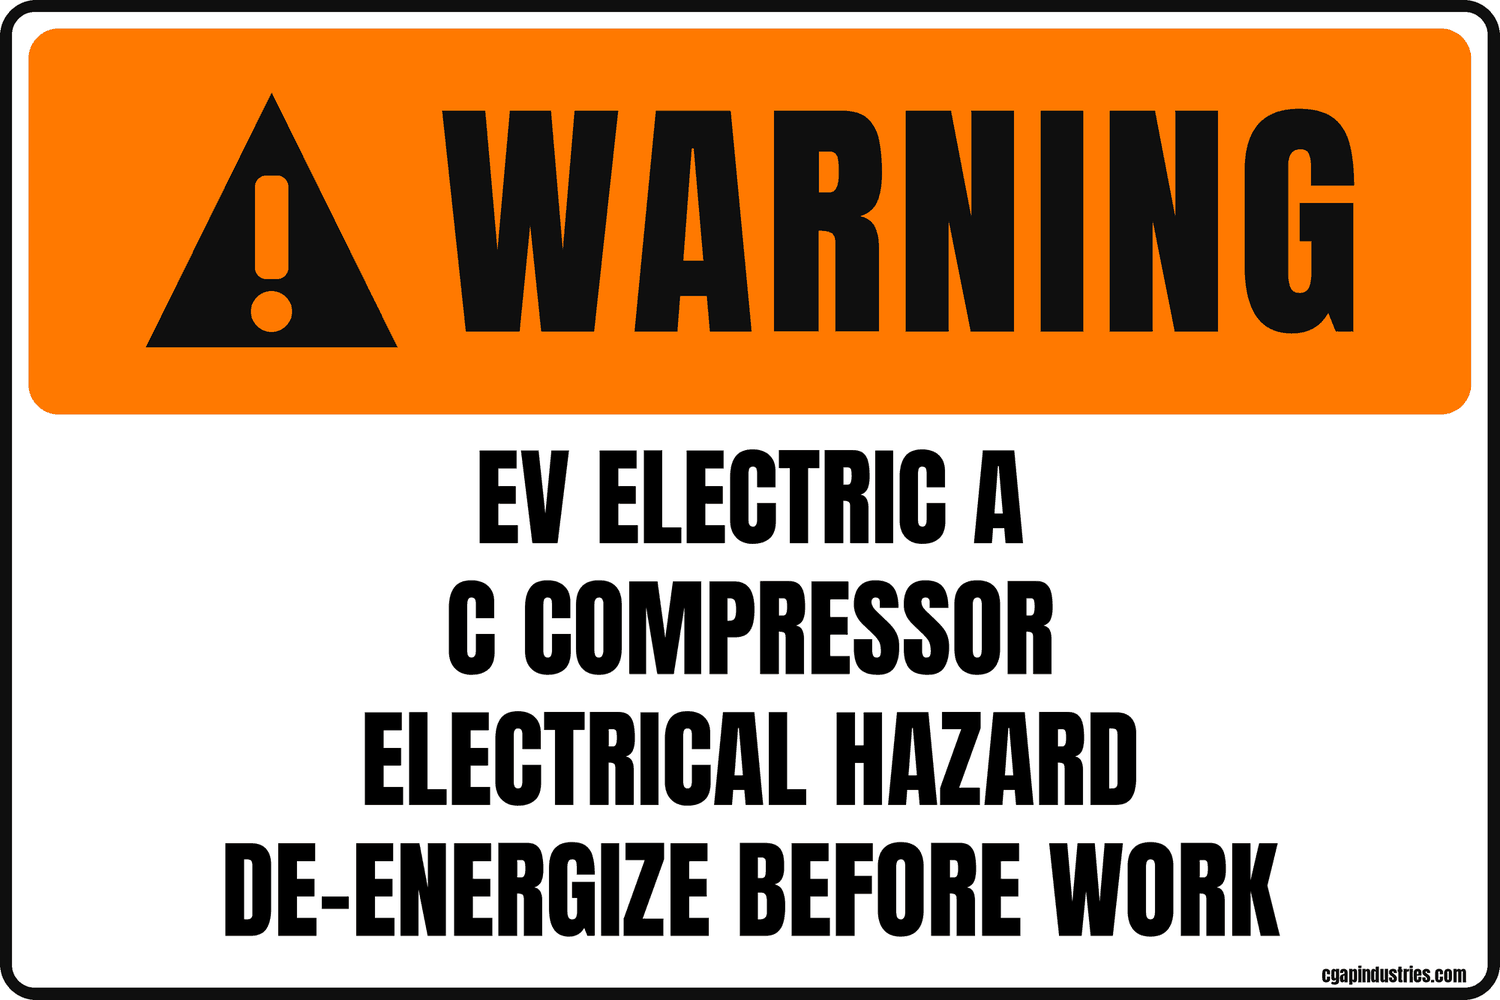 WARNING
EV ELECTRIC A
C COMPRESSOR
ELECTRICAL HAZARD
DE-ENERGIZE BEFORE WORK
cgapindustries.com